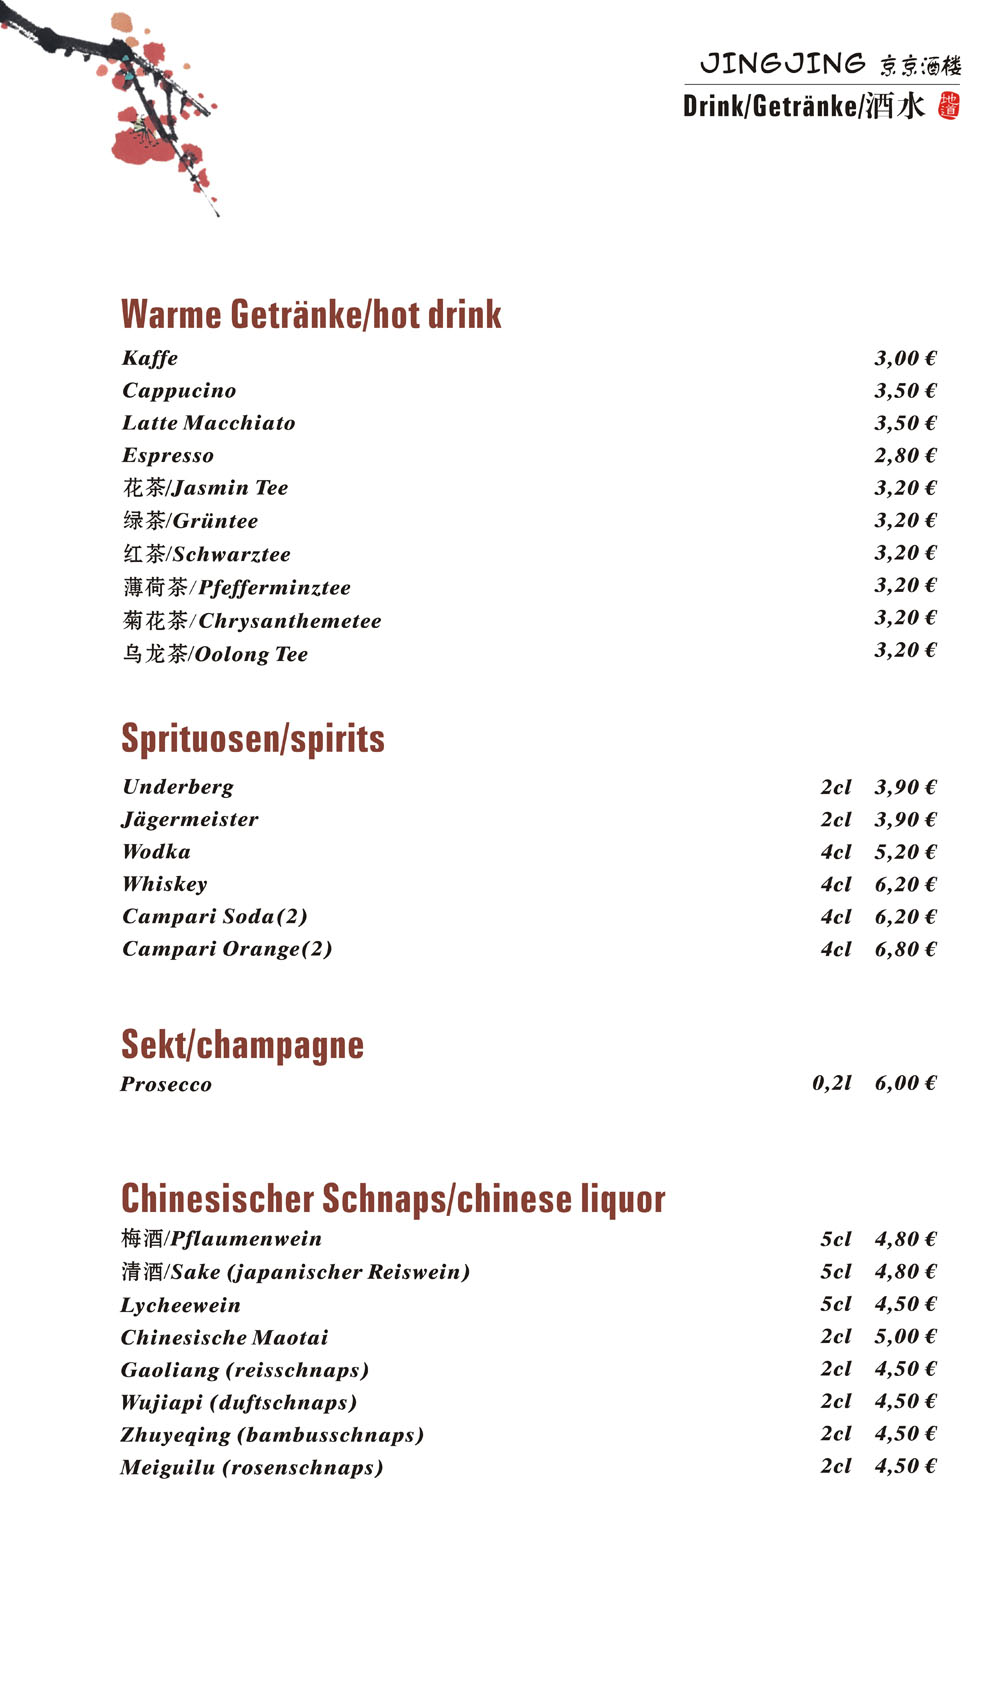 JINGJING 京京酒楼
Drink/Getränke/酒水 地道
Warme Getränke/hot drink
Kaffe 3,00 €
Cappucino 3,50 €
Latte Macchiato 3,50 €
Espresso 2,80 €
花茶/Jasmin Tee 3,20 €
绿茶/Grüntee 3,20 €
红茶/Schwarztee 3,20 €
薄荷茶/Pfefferminztee 3,20 €
菊花茶/Chrysanthemetee 3,20 €
乌龙茶/Oolong Tee 3,20 €
Sprituosen/spirits
Underberg 2cl 3,90 €
Jägermeister 2cl 3,90 €
Wodka 4cl 5,20 €
Whiskey 4cl 6,20 €
Campari Soda(2) 4cl 6,20 €
Campari Orange(2) 4cl 6,80 €
Sekt/champagne
Prosecco 0,2l 6,00 €
Chinesischer Schnaps/chinese liquor
梅酒/Pflaumenwein 5cl 4,80 €
清酒/Sake (japanischer Reiswein) 5cl 4,80 €
Lycheewein 5cl 4,50 €
Chinesische Maotai 2cl 5,00 €
Gaoliang (reisschnaps) 2cl 4,50 €
Wujiapi (duftschnaps) 2cl 4,50 €
Zhuyeqing (bambusschnaps) 2cl 4,50 €
Meiguilu (rosenschnaps) 2cl 4,50 €